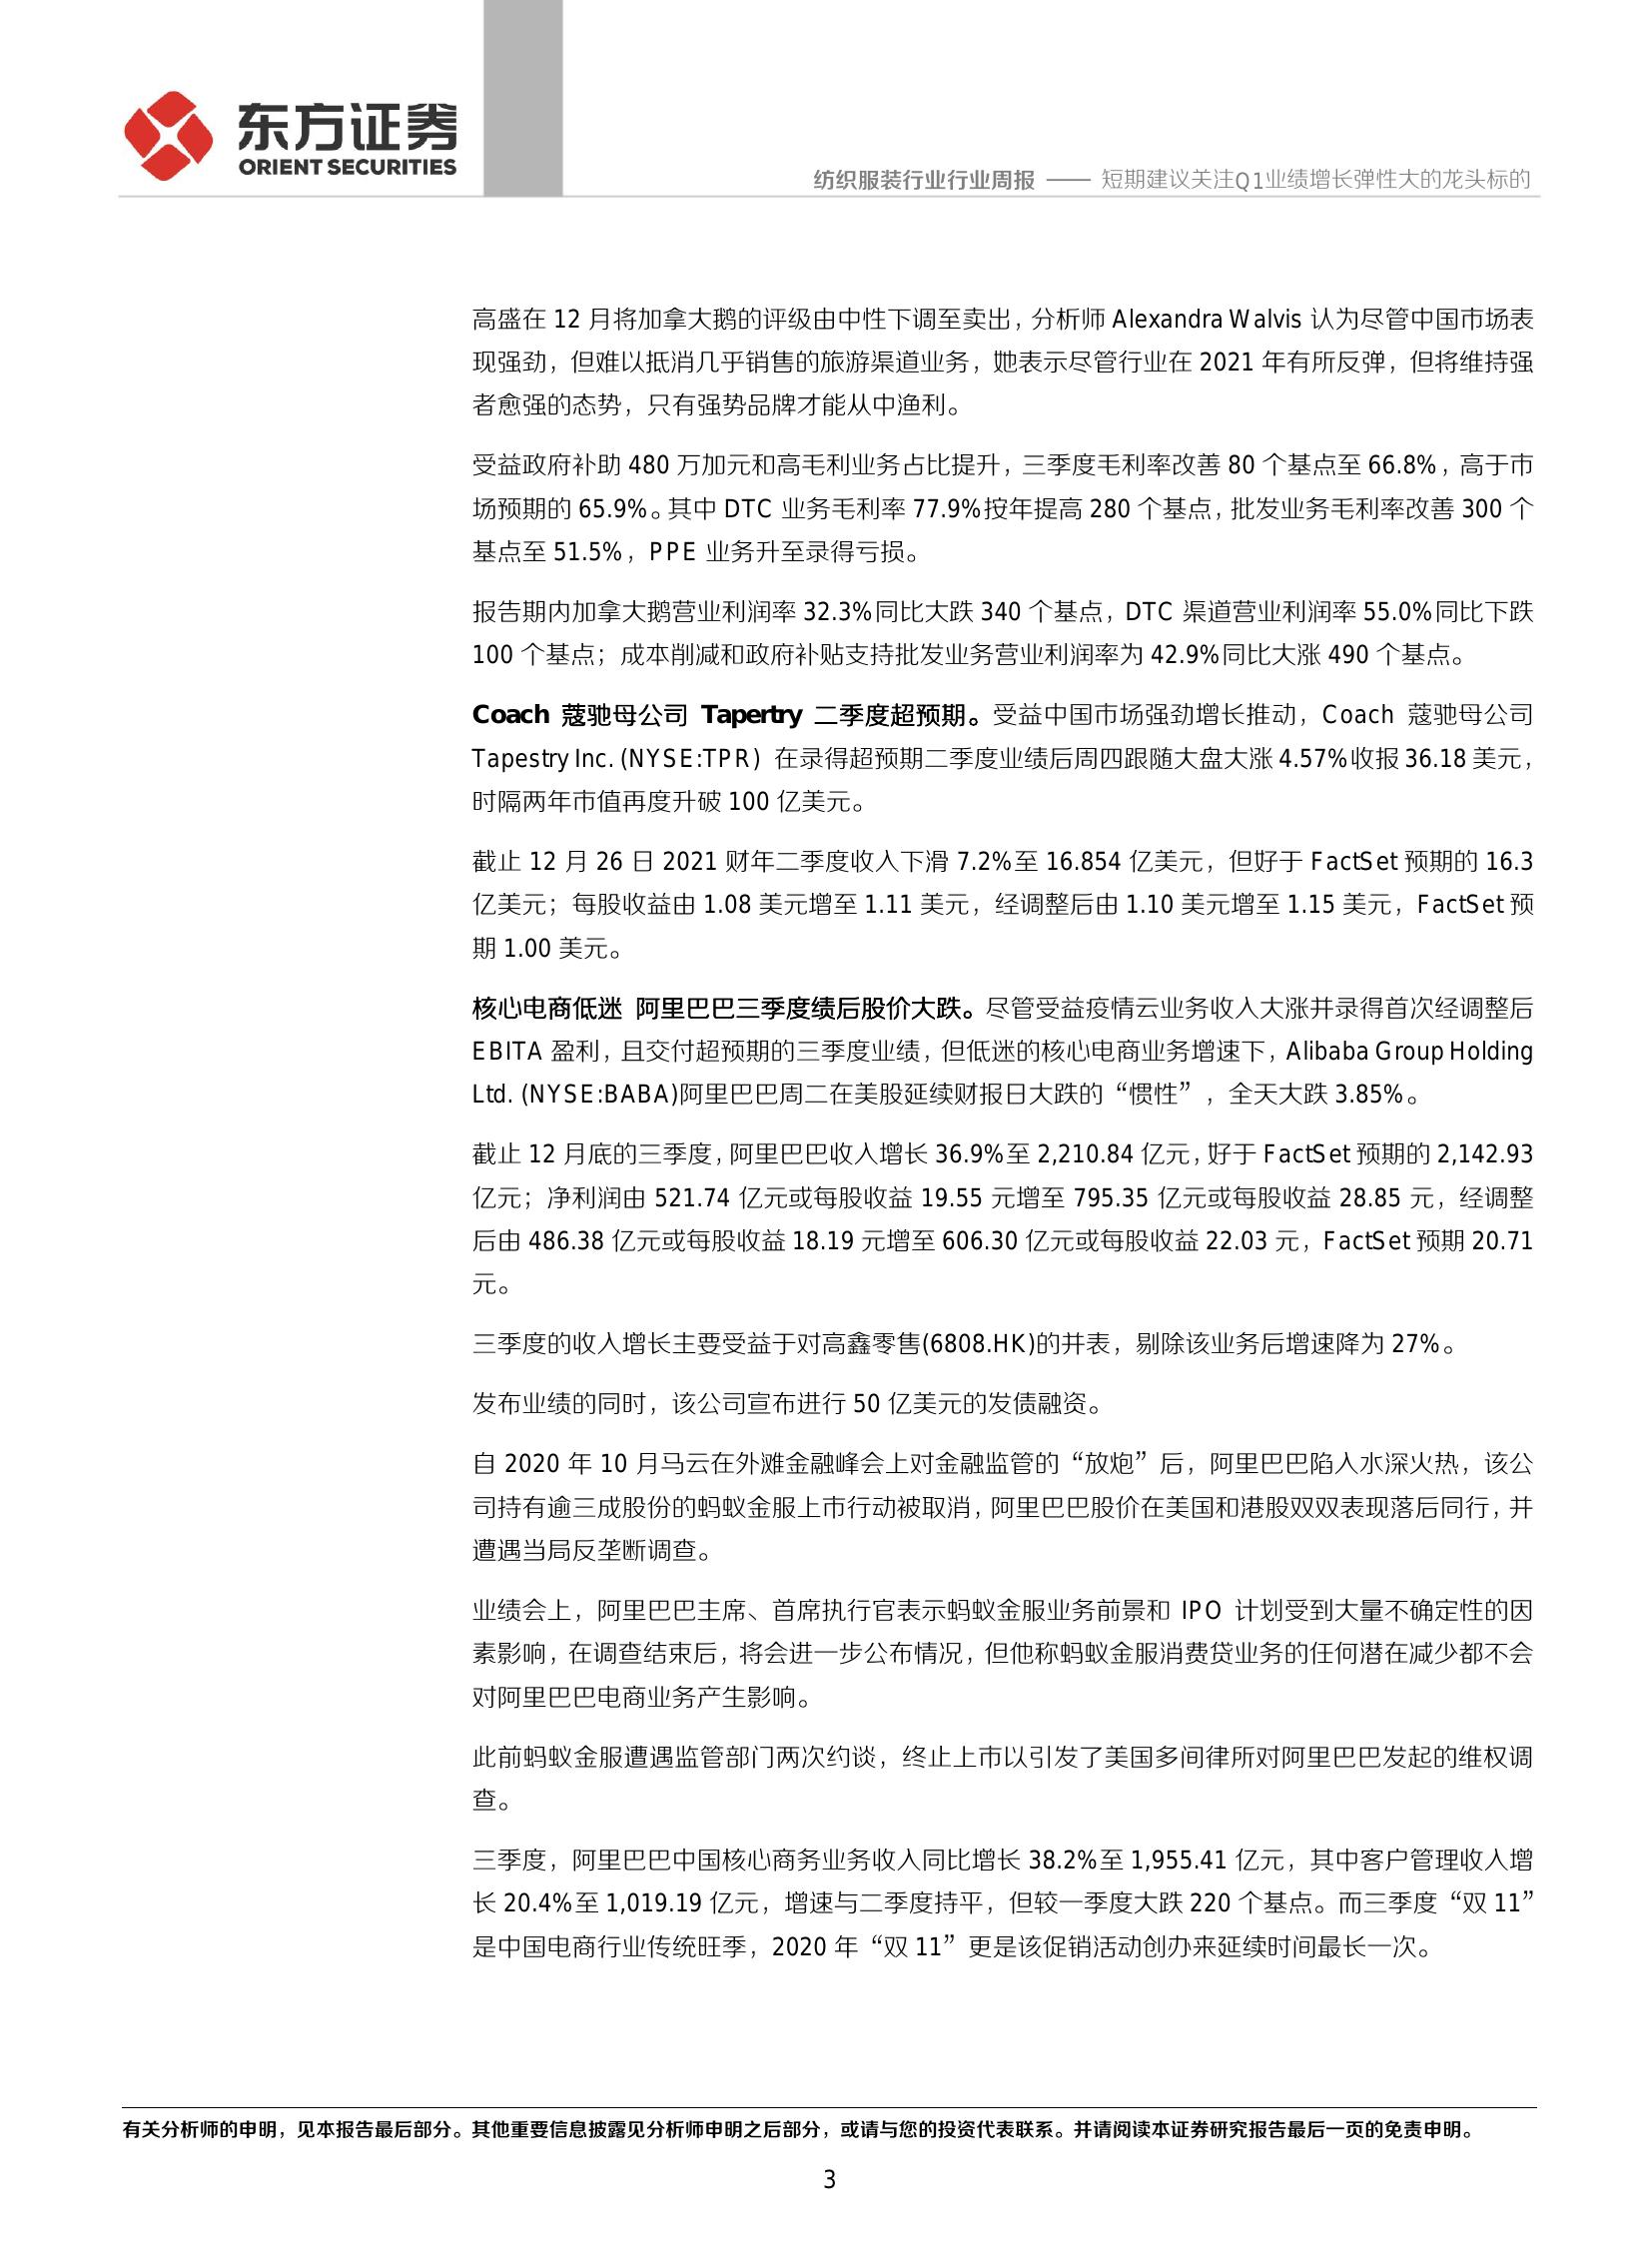 东方证券
ORIENT SECURITIES
纺织服装行业行业周报 —— 短期建议关注Q1业绩增长弹性大的龙头标的
高盛在 12 月将加拿大鹅的评级由中性下调至卖出，分析师 Alexandra Walvis 认为尽管中国市场表
现强劲，但难以抵消几乎销售的旅游渠道业务，她表示尽管行业在 2021 年有所反弹，但将维持强
者愈强的态势，只有强势品牌才能从中渔利。
受益政府补助 480 万加元和高毛利业务占比提升，三季度毛利率改善 80 个基点至 66.8%，高于市
场预期的 65.9%。其中 DTC 业务毛利率 77.9%按年提高 280 个基点，批发业务毛利率改善 300 个
基点至 51.5%，PPE 业务升至录得亏损。
报告期内加拿大鹅营业利润率 32.3%同比大跌 340 个基点，DTC 渠道营业利润率 55.0%同比下跌
100 个基点；成本削减和政府补贴支持批发业务营业利润率为 42.9%同比大涨 490 个基点。
Coach 蔻驰母公司 Tapertry 二季度超预期。受益中国市场强劲增长推动，Coach 蔻驰母公司
Tapestry Inc. (NYSE:TPR) 在录得超预期二季度业绩后周四跟随大盘大涨 4.57%收报 36.18 美元，
时隔两年市值再度升破 100 亿美元。
截止 12 月 26 日 2021 财年二季度收入下滑 7.2%至 16.854 亿美元，但好于 FactSet 预期的 16.3
亿美元；每股收益由 1.08 美元增至 1.11 美元，经调整后由 1.10 美元增至 1.15 美元，FactSet 预
期 1.00 美元。
核心电商低迷 阿里巴巴三季度绩后股价大跌。尽管受益疫情云业务收入大涨并录得首次经调整后
EBITA 盈利，且交付超预期的三季度业绩，但低迷的核心电商业务增速下，Alibaba Group Holding
Ltd. (NYSE:BABA)阿里巴巴周二在美股延续财报日大跌的“惯性”，全天大跌 3.85%。
截止 12 月底的三季度，阿里巴巴收入增长 36.9%至 2,210.84 亿元，好于 FactSet 预期的 2,142.93
亿元；净利润由 521.74 亿元或每股收益 19.55 元增至 795.35 亿元或每股收益 28.85 元，经调整
后由 486.38 亿元或每股收益 18.19 元增至 606.30 亿元或每股收益 22.03 元，FactSet 预期 20.71
元。
三季度的收入增长主要受益于对高鑫零售(6808.HK)的并表，剔除该业务后增速降为 27%。
发布业绩的同时，该公司宣布进行 50 亿美元的发债融资。
自 2020 年 10 月马云在外滩金融峰会上对金融监管的“放炮”后，阿里巴巴陷入水深火热，该公
司持有逾三成股份的蚂蚁金服上市行动被取消，阿里巴巴股价在美国和港股双双表现落后同行，并
遭遇当局反垄断调查。
业绩会上，阿里巴巴主席、首席执行官表示蚂蚁金服业务前景和 IPO 计划受到大量不确定性的因
素影响，在调查结束后，将会进一步公布情况，但他称蚂蚁金服消费贷业务的任何潜在减少都不会
对阿里巴巴电商业务产生影响。
此前蚂蚁金服遭遇监管部门两次约谈，终止上市以引发了美国多间律所对阿里巴巴发起的维权调
查。
三季度，阿里巴巴中国核心商务业务收入同比增长 38.2%至 1,955.41 亿元，其中客户管理收入增
长 20.4%至 1,019.19 亿元，增速与二季度持平，但较一季度大跌 220 个基点。而三季度“双 11”
是中国电商行业传统旺季，2020 年“双 11”更是该促销活动创办来延续时间最长一次。
有关分析师的申明，见本报告最后部分。其他重要信息披露见分析师申明之后部分，或请与您的投资代表联系。并请阅读本证券研究报告最后一页的免责申明。
3